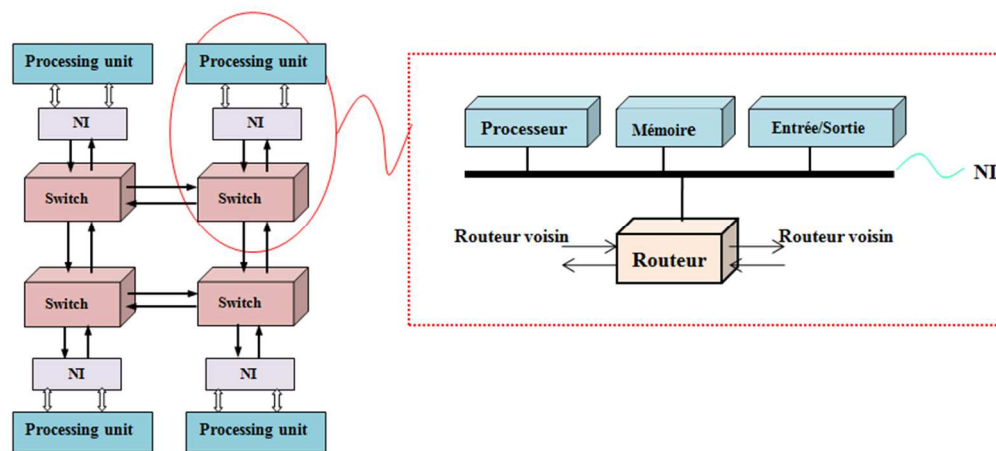 Processing unit
Processing unit
NI
NI
Switch
Switch
Switch
Switch
NI
NI
Processing unit
Processing unit
Processeur
Mémoire
Entrée/Sortie
NI
Routeur voisin
Routeur voisin
Routeur